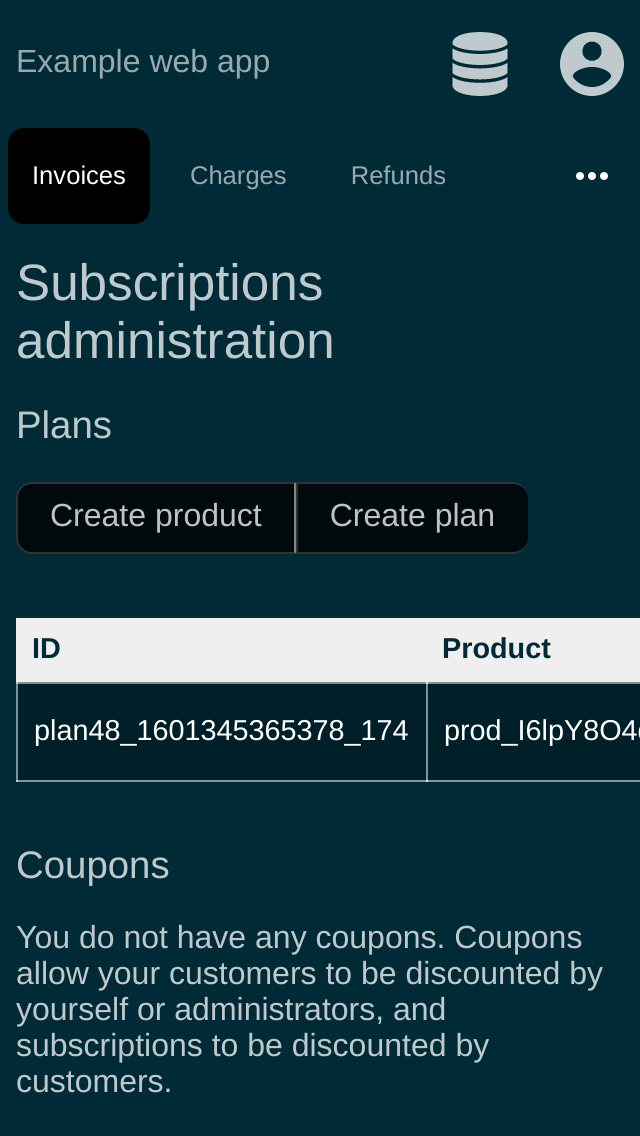 Example web app
Invoices Charges Refunds
Subscriptions
administration
Plans
Create product Create plan
ID Product
plan48_1601345365378_174 prod_I6lpY8O4
Coupons
You do not have any coupons. Coupons
allow your customers to be discounted by
yourself or administrators, and
subscriptions to be discounted by
customers.